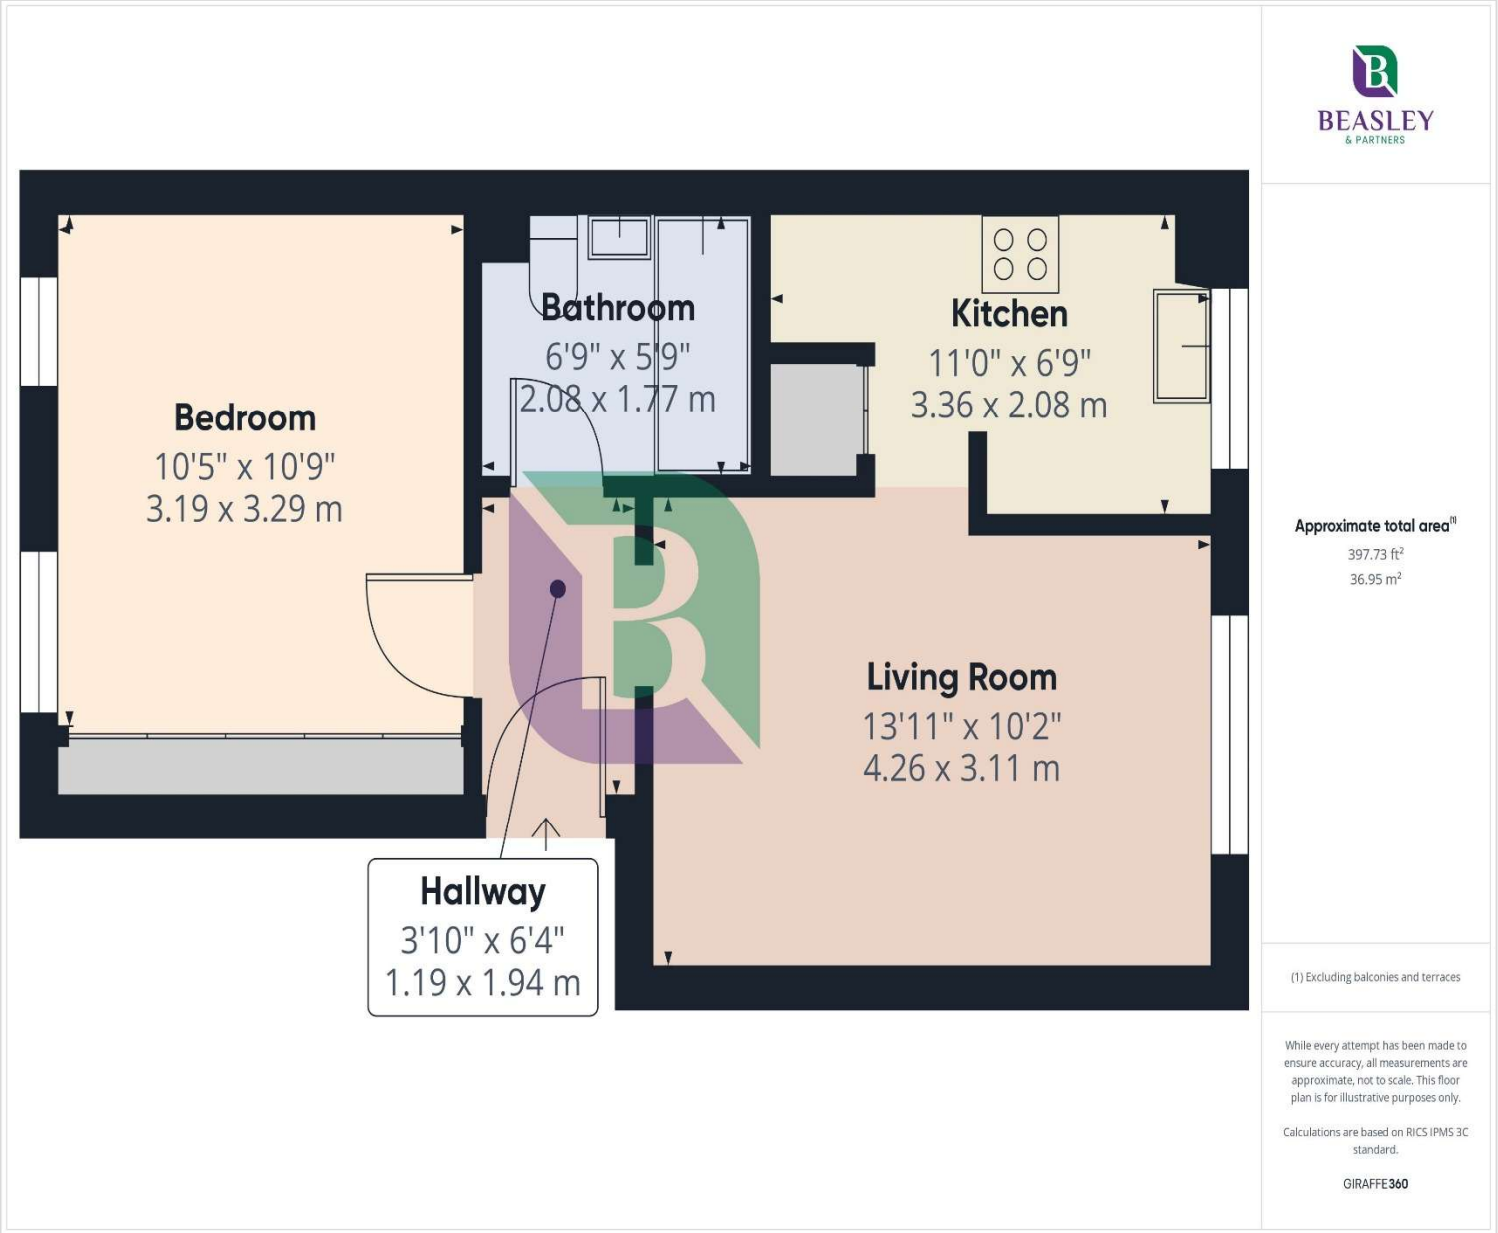 B
BEASLEY
& PARTNERS
Bathroom
6'9" x 5'9"
2.08 x 1.77 m
Kitchen
11'0" x 6'9"
3.36 x 2.08 m
Bedroom
10'5" x 10'9"
3.19 x 3.29 m
B
Living Room
13'11" x 10'2"
4.26 x 3.11 m
Hallway
3'10" x 6'4"
1.19 x 1.94 m
Approximate total area(1)
397.73 ft²
36.95 m²
(1) Excluding balconies and terraces
While every attempt has been made to
ensure accuracy, all measurements are
approximate, not to scale. This floor
plan is for illustrative purposes only.
Calculations are based on RICS IPMS 3C
standard.
GIRAFFE360